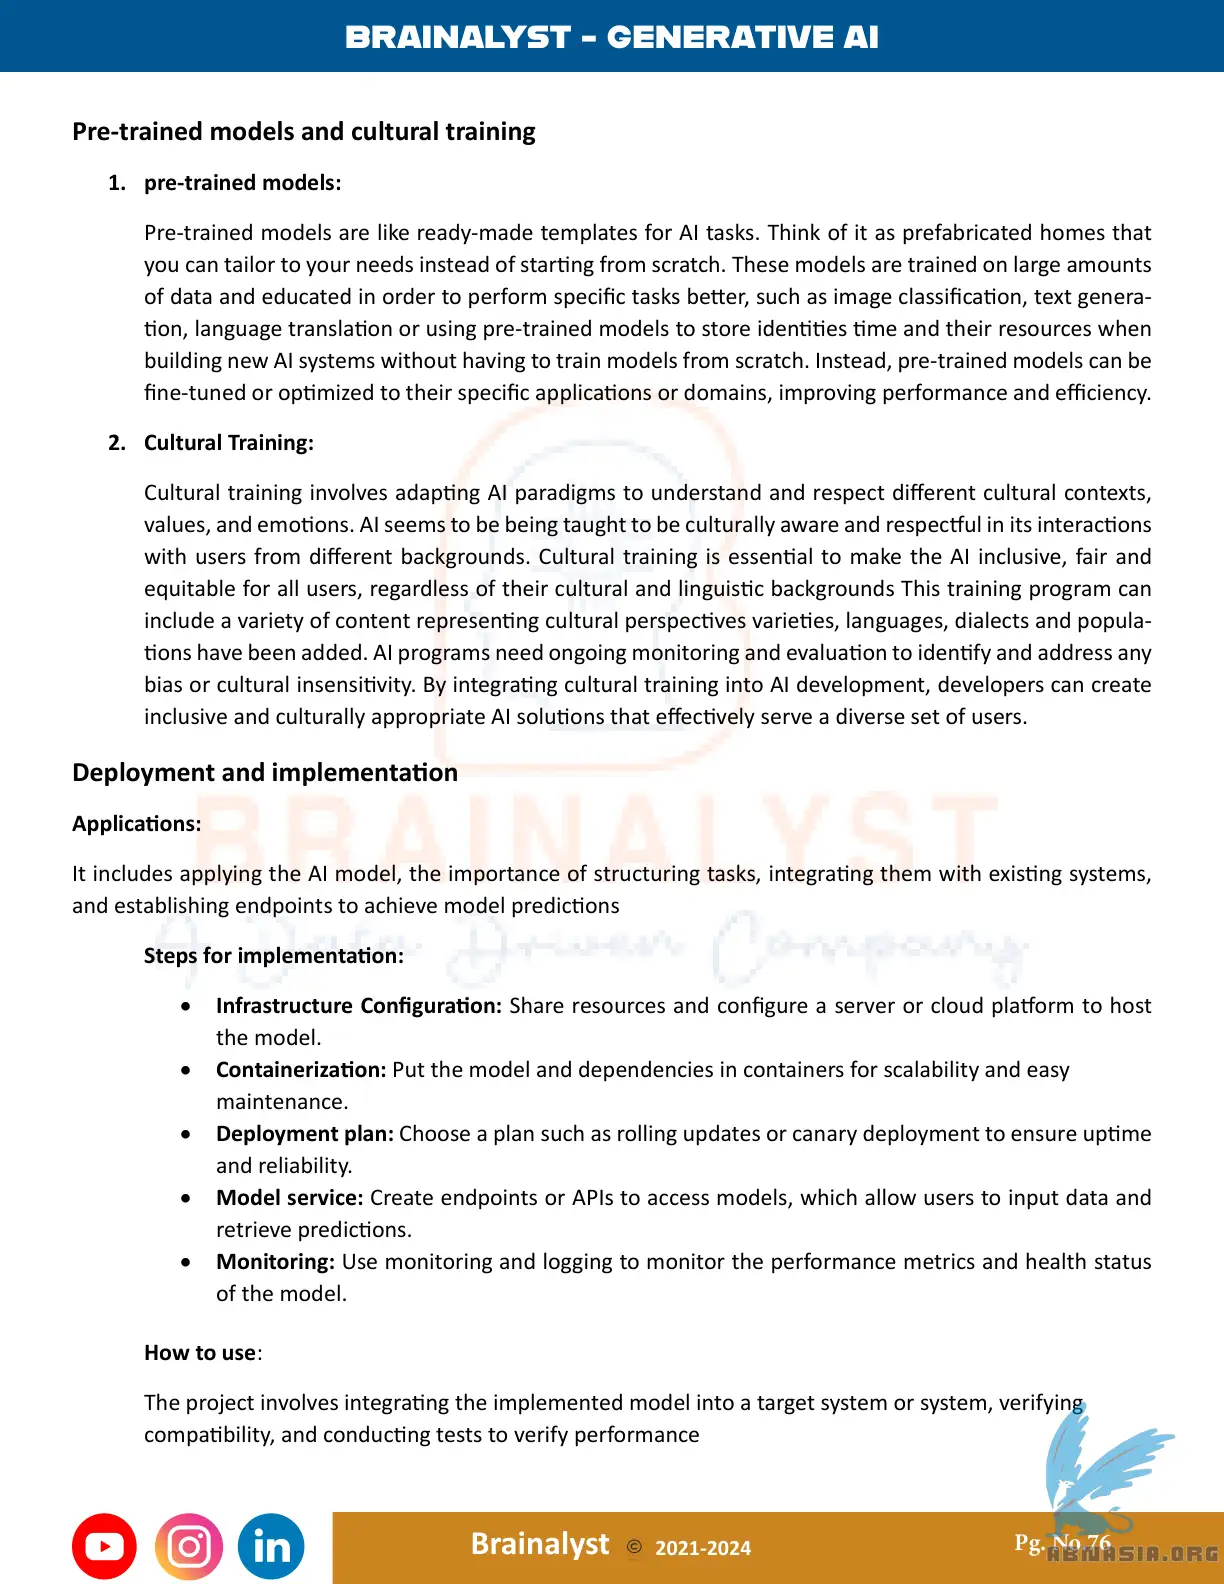 BRAINALYST - GENERATIVE AI
Pre-trained models and cultural training
1. pre-trained models:
Pre-trained models are like ready-made templates for AI tasks. Think of it as prefabricated homes that
you can tailor to your needs instead of starting from scratch. These models are trained on large amounts
of data and educated in order to perform specific tasks better, such as image classification, text genera-
tion, language translation or using pre-trained models to store identities time and their resources when
building new AI systems without having to train models from scratch. Instead, pre-trained models can be
fine-tuned or optimized to their specific applications or domains, improving performance and efficiency.
2. Cultural Training:
Cultural training involves adapting AI paradigms to understand and respect different cultural contexts,
values, and emotions. AI seems to be being taught to be culturally aware and respectful in its interactions
with users from different backgrounds. Cultural training is essential to make the AI inclusive, fair and
equitable for all users, regardless of their cultural and linguistic backgrounds This training program can
include a variety of content representing cultural perspectives varieties, languages, dialects and popula-
tions have been added. AI programs need ongoing monitoring and evaluation to identify and address any
bias or cultural insensitivity. By integrating cultural training into AI development, developers can create
inclusive and culturally appropriate AI solutions that effectively serve a diverse set of users.
Deployment and implementation
BRAINALYST
Applications:
It includes applying the AI model, the importance of structuring tasks, integrating them with existing systems,
and establishing endpoints to achieve model predictions
A Data Driven Company
Steps for implementation:
• Infrastructure Configuration: Share resources and configure a server or cloud platform to host
the model.
• Containerization: Put the model and dependencies in containers for scalability and easy
maintenance.
• Deployment plan: Choose a plan such as rolling updates or canary deployment to ensure uptime
and reliability.
• Model service: Create endpoints or APIs to access models, which allow users to input data and
retrieve predictions.
• Monitoring: Use monitoring and logging to monitor the performance metrics and health status
of the model.
How to use:
The project involves integrating the implemented model into a target system or system, verifying
compatibility, and conducting tests to verify performance
in
Brainalyst © 2021-2024
Pg. No 76
ABNASIA.ORG